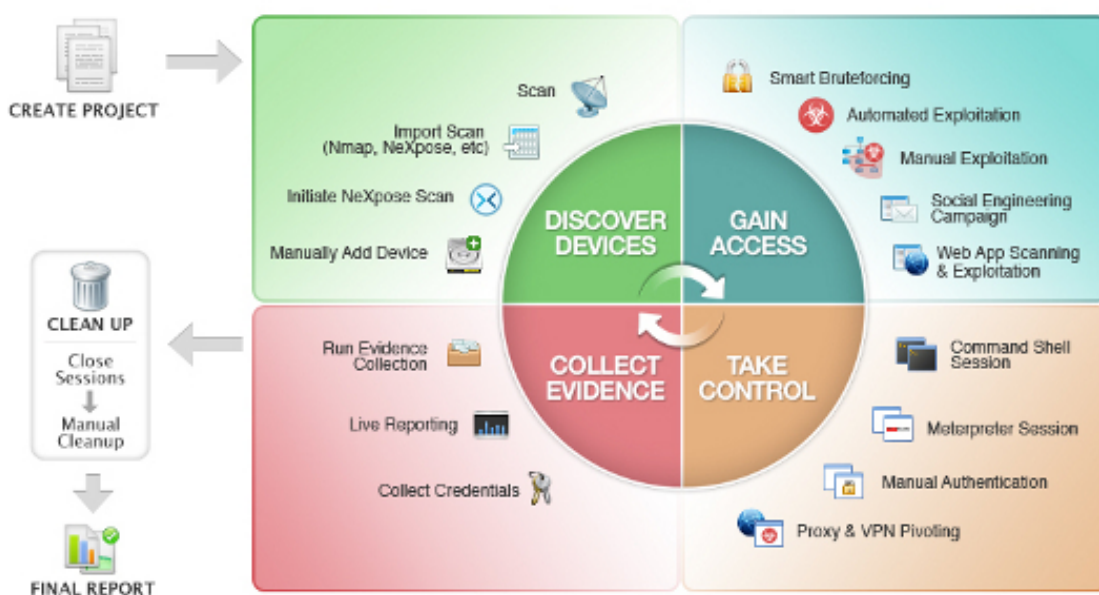 CREATE PROJECT
Scan
Import Scan
(Nmap, NeXpose, etc)
Initiate NeXpose Scan
Manually Add Device
DISCOVER
DEVICES
Smart Bruteforcing
Automated Exploitation
Manual Exploitation
Social Engineering
Campaign
Web App Scanning
& Exploitation
GAIN
ACCESS
TAKE
CONTROL
Command Shell
Session
Meterpreter Session
Manual Authentication
Proxy & VPN Pivoting
COLLECT
EVIDENCE
Run Evidence
Collection
Live Reporting
Collect Credentials
CLEAN UP
Close
Sessions
Manual
Cleanup
FINAL REPORT